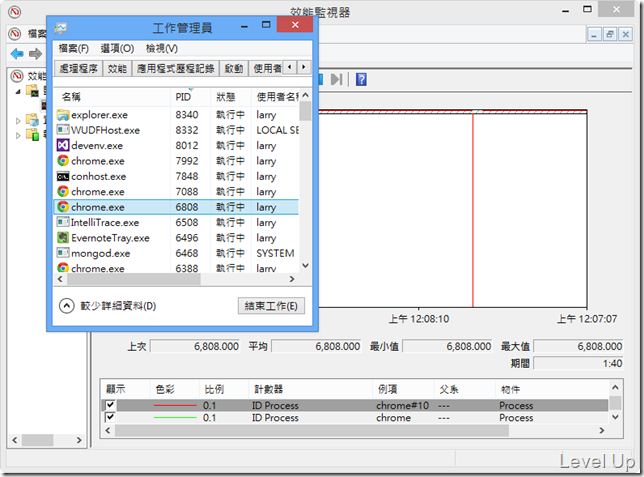 效能監視器
工作管理員
檔案(F) 選項(O) 檢視(V)
處理程序 效能 應用程式歷程記錄 啟動 使用者
名稱 PID 狀態 使用者名稱
explorer.exe 8340 執行中 larry
WUDFHost.exe 8332 執行中 LOCAL SE
devenv.exe 8012 執行中 larry
chrome.exe 7992 執行中 larry
conhost.exe 7848 執行中 larry
chrome.exe 7088 執行中 larry
chrome.exe 6808 執行中 larry
IntelliTrace.exe 6508 執行中 larry
EvernoteTray.exe 6496 執行中 larry
mongod.exe 6468 執行中 SYSTEM
chrome.exe 6388 執行中 larry
較少詳細資料(D) 結束工作(E)
上午 12:08:10 上午 12:07:07
上次 6,808.000 平均 6,808.000 最小值 6,808.000 最大值 6,808.000
期間 1:40
顯示 色彩 比例 計數器 例項 父系 物件
0.1 ID Process chrome#10 --- Process
0.1 ID Process chrome --- Process
Level Up